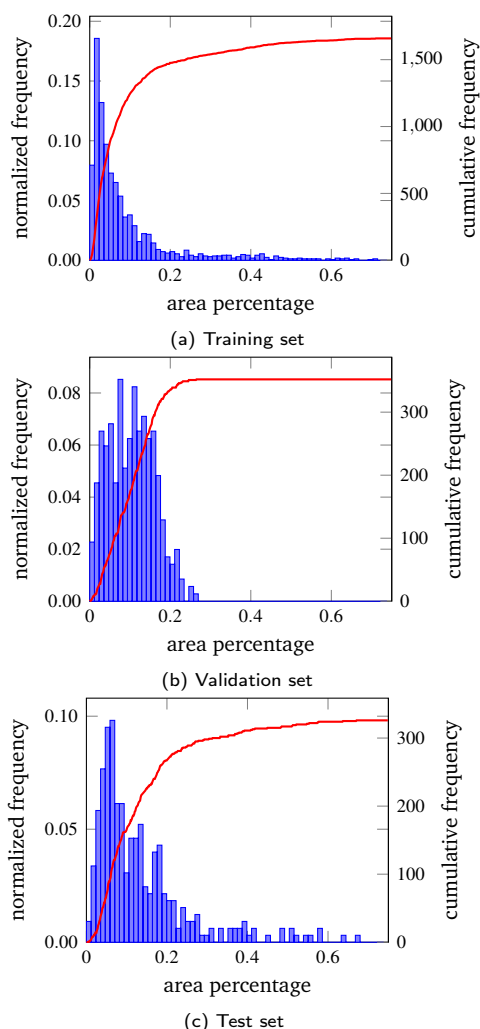 0.20
0.15
0.10
0.05
0.00
normalized frequency
1,500
1,000
500
0
cumulative frequency
0 0.2 0.4 0.6
area percentage
(a) Training set
0.08
0.06
0.04
0.02
0.00
normalized frequency
300
200
100
0
cumulative frequency
0 0.2 0.4 0.6
area percentage
(b) Validation set
0.10
0.05
0.00
normalized frequency
300
200
100
0
cumulative frequency
0 0.2 0.4 0.6
area percentage
(c) Test set